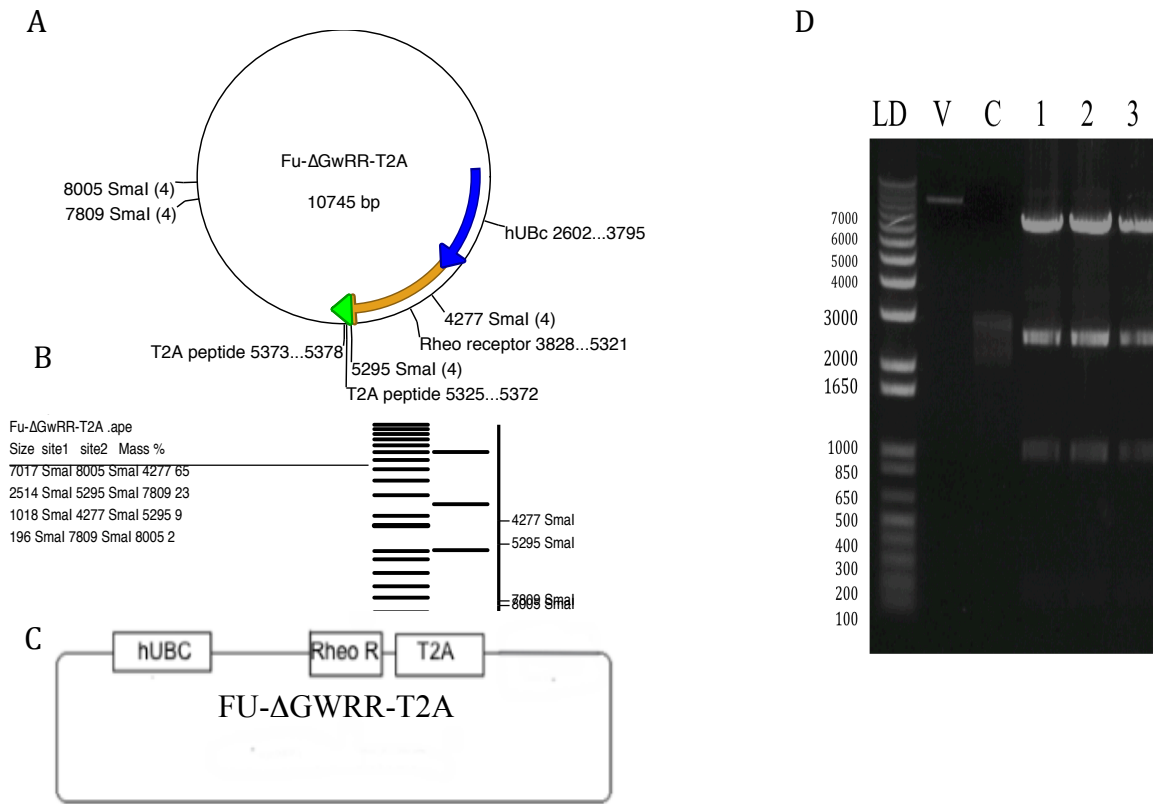 A
Fu-ΔGwRR-T2A
10745 bp
8005 SmaI (4)
7809 SmaI (4)
hUBc 2602...3795
4277 SmaI (4)
Rheo receptor 3828...5321
T2A peptide 5373...5378
5295 SmaI (4)
T2A peptide 5325...5372
B
Fu-ΔGwRR-T2A .ape
Size site1 site2 Mass %
7017 SmaI 8005 SmaI 4277 65
2514 SmaI 5295 SmaI 7809 23
1018 SmaI 4277 SmaI 5295 9
196 SmaI 7809 SmaI 8005 2
4277 SmaI
5295 SmaI
7809 SmaI
8005 SmaI
C
hUBC
Rheo R
T2A
FU-ΔGWRR-T2A
D
LD V C 1 2 3
7000
6000
5000
4000
3000
2000
1650
1000
850
650
500
400
300
200
100